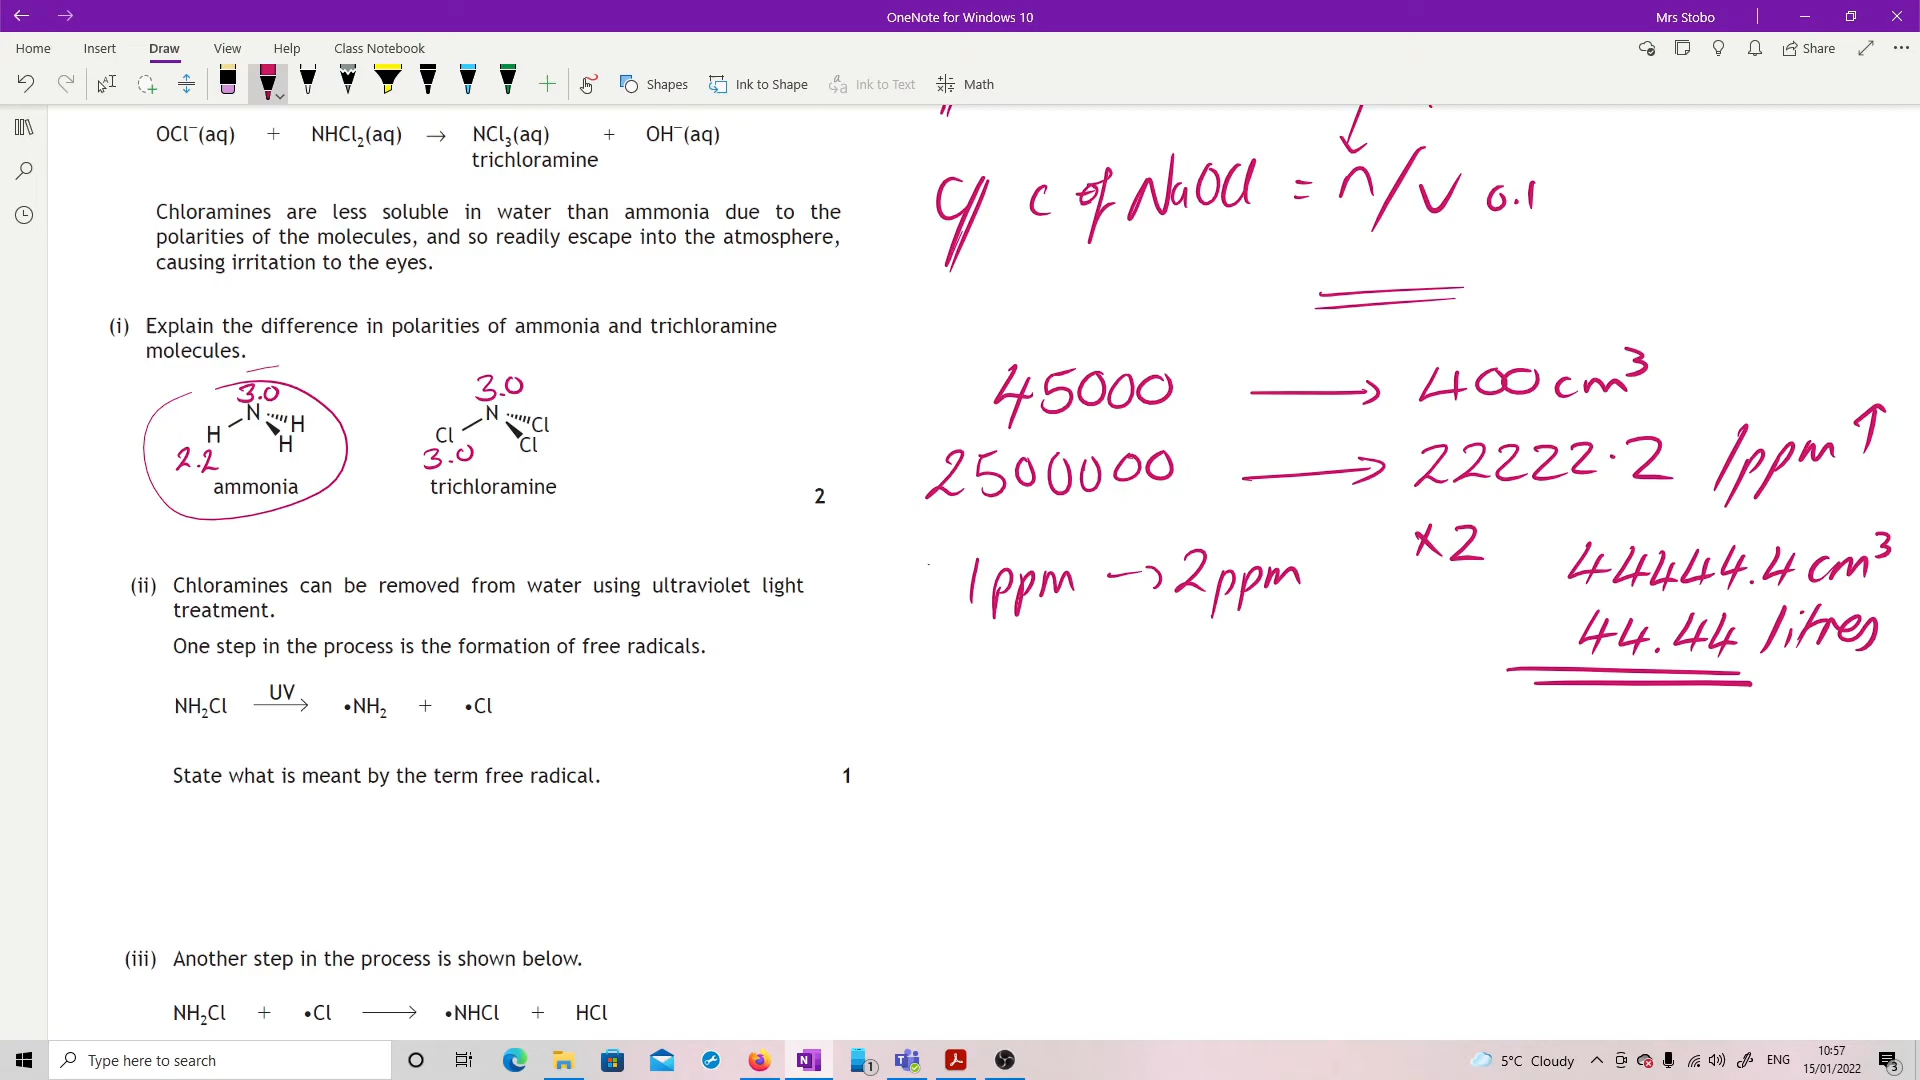 OneNote for Windows 10
Mrs Stobo
Home Insert Draw View Help Class Notebook
Share
Shapes Ink to Shape Ink to Text Math
OCl⁻(aq) + NHCl₂(aq) → NCl₃(aq) + OH⁻(aq)
trichloramine
Chloramines are less soluble in water than ammonia due to the
polarities of the molecules, and so readily escape into the atmosphere,
causing irritation to the eyes.
(i) Explain the difference in polarities of ammonia and trichloramine
molecules.
3.0 3.0
N N
H H H Cl Cl Cl
2.2 3.0
ammonia trichloramine
2
(ii) Chloramines can be removed from water using ultraviolet light
treatment.
One step in the process is the formation of free radicals.
NH₂Cl UV → •NH₂ + •Cl
State what is meant by the term free radical.
1
(iii) Another step in the process is shown below.
NH₂Cl + •Cl → •NHCl + HCl
c of NaOCl = n/v 0.1
45000 → 400 cm³
2500000 → 22222.2 1ppm ↑
×2
1ppm → 2ppm
44444.4 cm³
44.44 litres
Type here to search
1
5°C Cloudy
ENG
10:57
15/01/2022
3